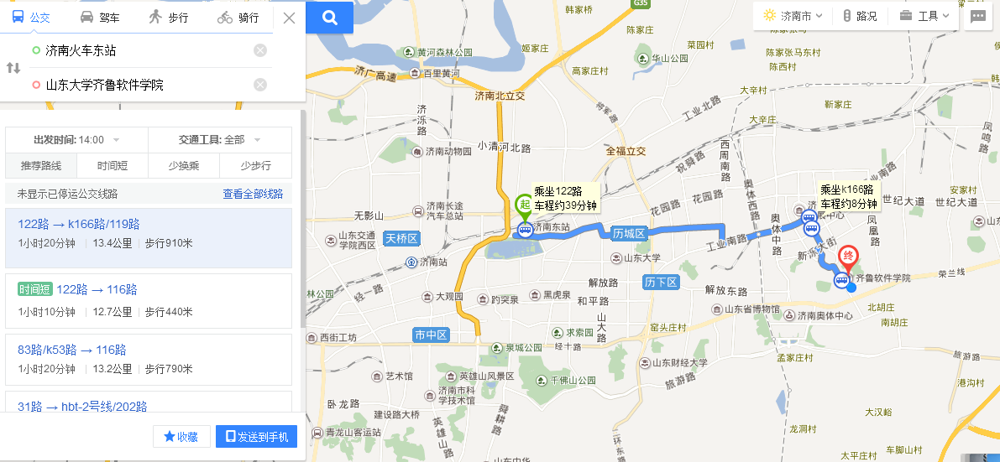 公交
驾车
步行
骑行
济南火车东站
山东大学齐鲁软件学院
出发时间: 14:00
交通工具: 全部
推荐路线
时间短
少换乘
少步行
未显示已停运公交线路
查看全部线路
122路 → k166路/119路
1小时20分钟 | 13.4公里 | 步行910米
时间短 122路 → 116路
1小时10分钟 | 12.7公里 | 步行440米
83路/k53路 → 116路
1小时20分钟 | 13.2公里 | 步行790米
31路 → hbt-2号线/202路
收藏
发送到手机
济南市
路况
工具
韩家桥
G35
陈家庄
姬家庄
菜园村
陈家张马东村
陈西村
黄河森林公园
华山公园
高家庄村
济广高速
百里黄河
济南北立交
大辛村
靳家庄
大辛庄
工业北路
将军路
济泺路
凤鸣路
小清河北路
济南动物园
全福立交
祝舜路
西周南路
奥体西路
安家村
乘坐122路
车程约39分钟
乘坐k166路
车程约8分钟
起
花园路
花园路
世纪大道
世纪大道
无影山
济南长途
汽车总站
济南东站
山东交通
学院西区
天桥区
历城区
奥体中路
凤凰路
山东
工业南路
新泺大街
终
济南站
山东大学
历下区
解放路
解放东路
齐鲁软件学院
荣兰线
林公园
经一路
大观园
趵突泉
黑虎泉
和平路
山东省博物馆
济南奥体中心
北胡庄
南胡庄
山大路
西街工坊
市中区
泉城公园
求索园
经十路
窑头庄村
孟家庄村
山东财经大学
旅游路
旅游路
艺术馆
英雄山风景区
千佛山公园
济南市科
学技术馆
港沟村
卧龙路
建设路大桥
舜耕路
大汉峪
龙洞村
青龙山客运站
英雄山路
环东路
车脚山村
太平庄村
山东中华